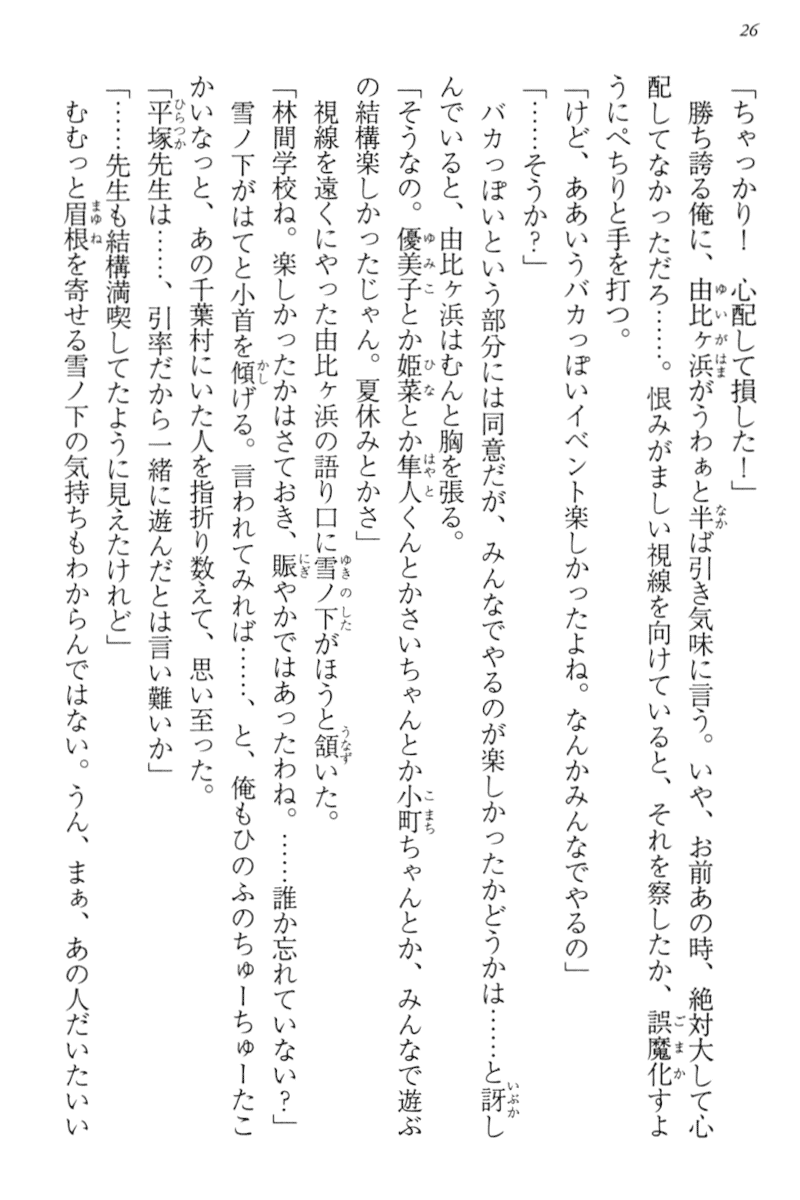 26
「ちゃっかり！　心配して損した！」
　勝ち誇る俺に、由比ヶ浜がうわぁと半ば引き気味に言う。いや、お前あの時、絶対大して心
配してなかっただろ……。恨みがましい視線を向けていると、それを察したか、誤魔化すよ
うにぺちりと手を打つ。
「けど、ああいうバカっぽいイベント楽しかったよね。なんかみんなでやるの」
「……そうか？」
　バカっぽいという部分には同意だが、みんなでやるのが楽しかったかどうかは……と訝し
んでいると、由比ヶ浜はむんと胸を張る。
「そうなの。優美子とか姫菜とか隼人くんとかさいちゃんとか小町ちゃんとか、みんなで遊ぶ
の結構楽しかったじゃん。夏休みとかさ」
　視線を遠くにやった由比ヶ浜の語り口に雪ノ下がほうと頷いた。
「林間学校ね。楽しかったかはさておき、賑やかではあったわね。……誰か忘れていない？」
　雪ノ下がはてと小首を傾げる。言われてみれば……、と、俺もひのふのちゅーちゅーたこ
かいなっと、あの千葉村にいた人を指折り数えて、思い至った。
「平塚先生は……、引率だから一緒に遊んだとは言い難いか」
「……先生も結構満喫してたように見えたけれど」
　むむっと眉根を寄せる雪ノ下の気持ちもわからんではない。うん、まぁ、あの人だいたいい